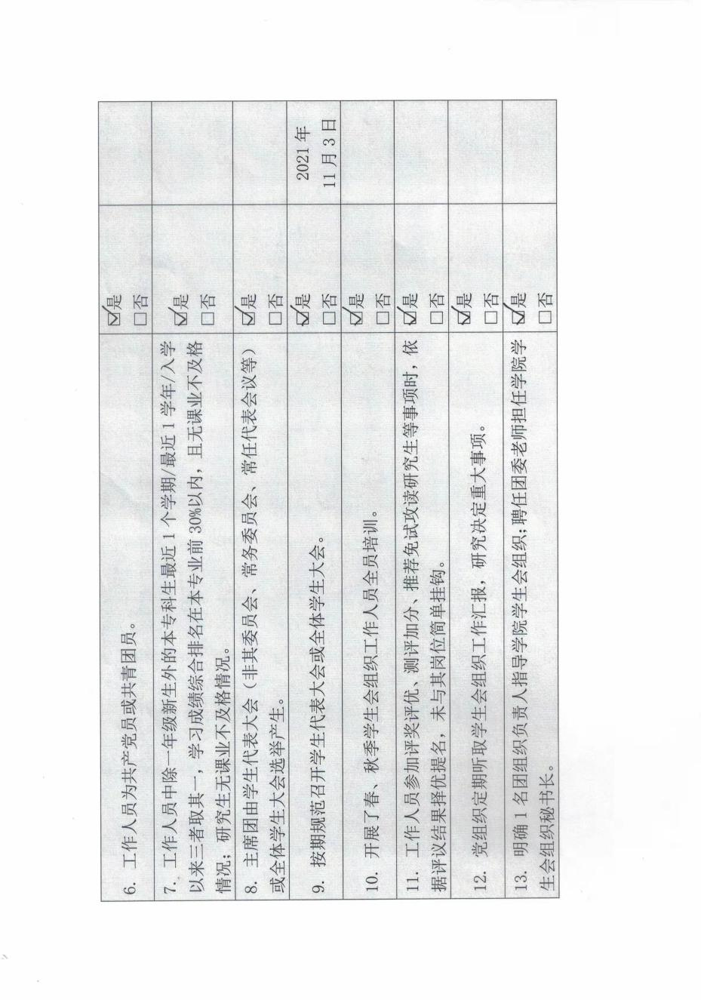 6. 工作人员为共产党员或共青团员。
☑是
□否
7. 工作人员中除一年级新生外的本专科生最近 1 个学期/最近 1 学年/入学
以来三者取其一，学习成绩综合排名在本专业前 30%以内，且无课业不及格
情况；研究生无课业不及格情况。
☑是
□否
8. 主席团由学生代表大会（非其委员会、常务委员会、常任代表会议等）
或全体学生大会选举产生。
☑是
□否
9. 按期规范召开学生代表大会或全体学生大会。
☑是
□否
2021 年
11 月 3 日
10. 开展了春、秋季学生会组织工作人员全员培训。
☑是
□否
11. 工作人员参加评奖评优、测评加分、推荐免试攻读研究生等事项时，依
据评议结果择优提名，未与其岗位简单挂钩。
☑是
□否
12. 党组织定期听取学生会组织工作汇报，研究决定重大事项。
☑是
□否
13. 明确 1 名团组织负责人指导学院学生会组织;聘任团委老师担任学院学
生会组织秘书长。
☑是
□否